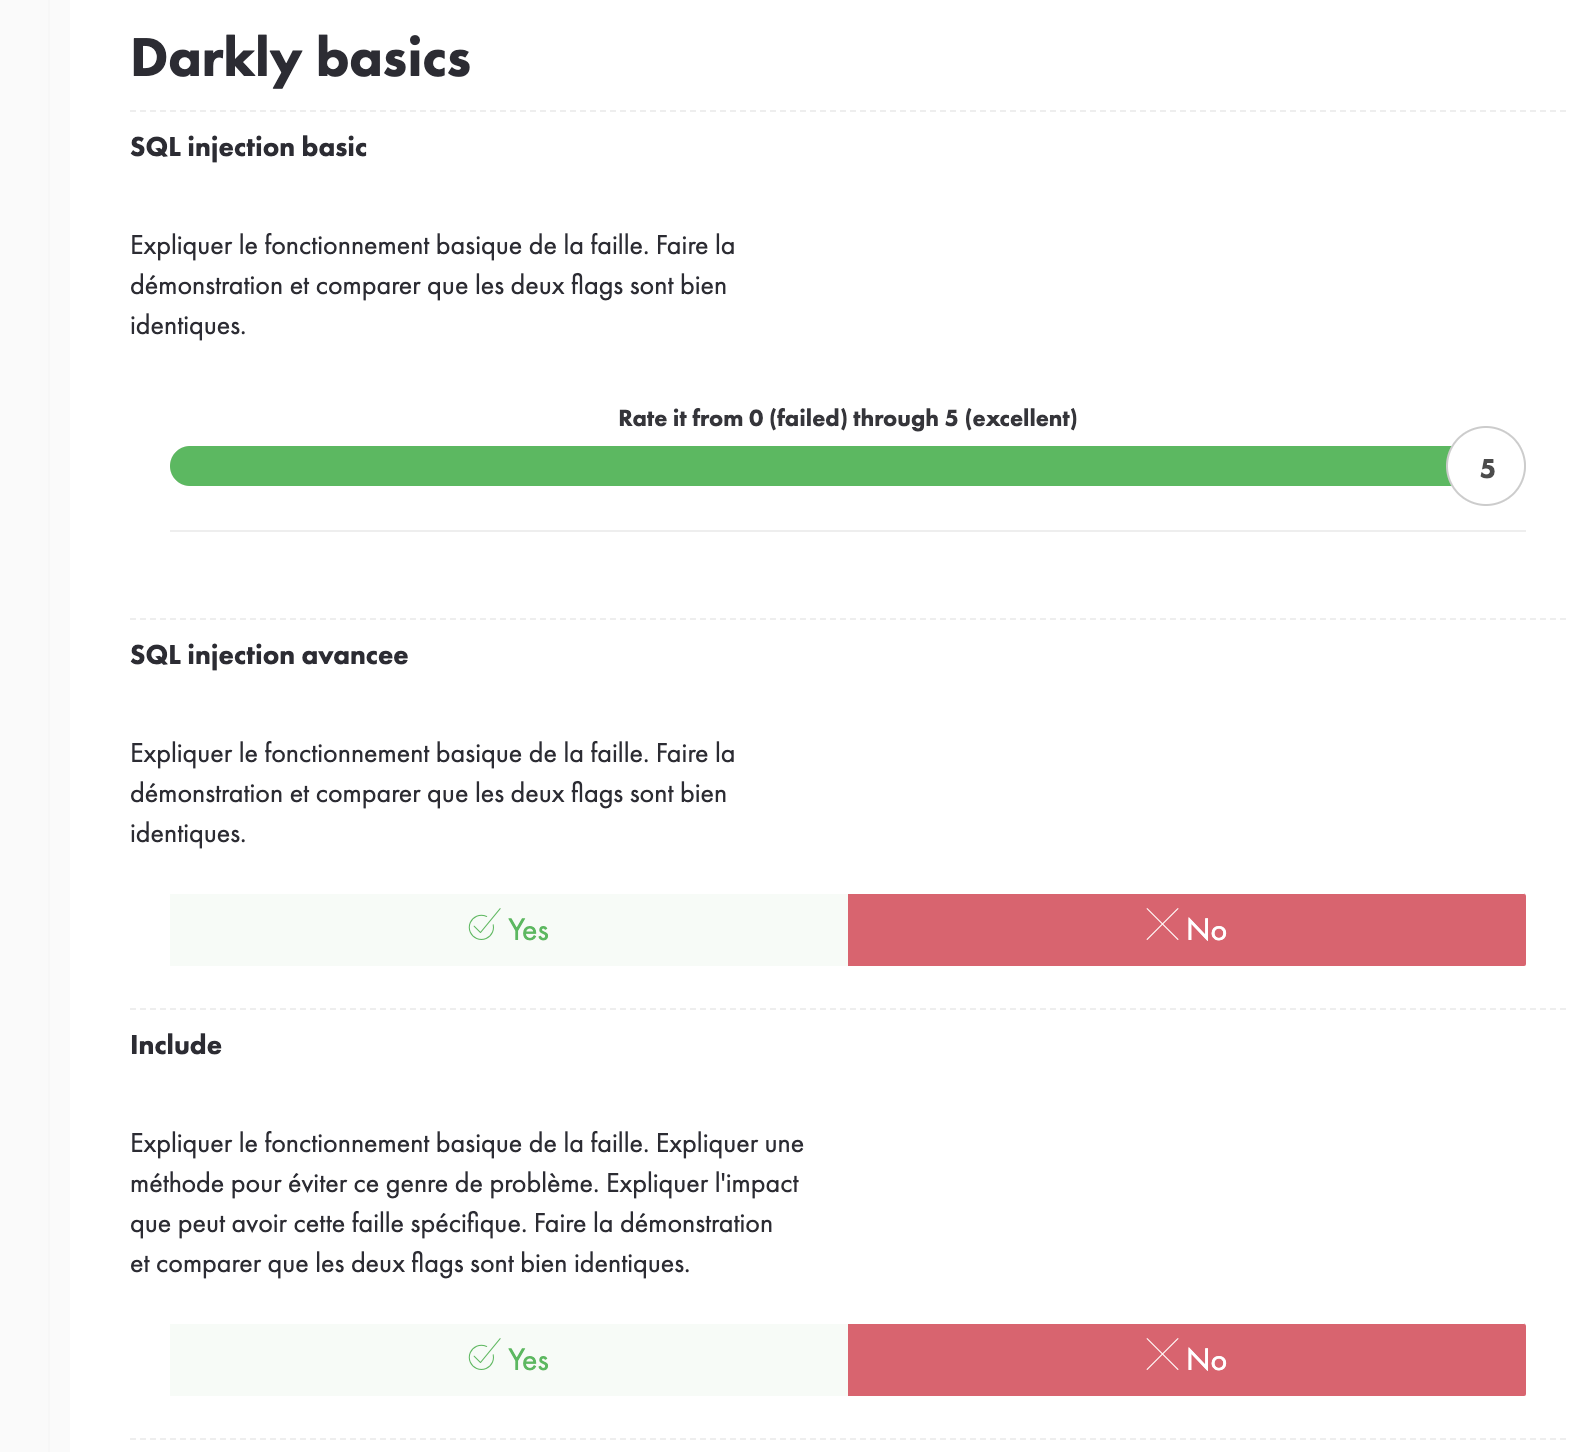 Darkly basics
SQL injection basic
Expliquer le fonctionnement basique de la faille. Faire la
démonstration et comparer que les deux flags sont bien
identiques.
Rate it from 0 (failed) through 5 (excellent)
5
SQL injection avancee
Expliquer le fonctionnement basique de la faille. Faire la
démonstration et comparer que les deux flags sont bien
identiques.
Yes No
Include
Expliquer le fonctionnement basique de la faille. Expliquer une
méthode pour éviter ce genre de problème. Expliquer l'impact
que peut avoir cette faille spécifique. Faire la démonstration
et comparer que les deux flags sont bien identiques.
Yes No